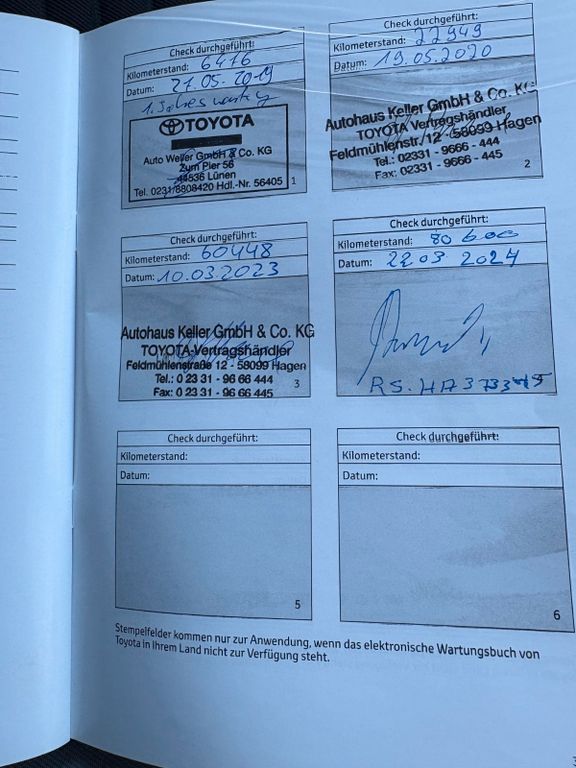 Check durchgeführt:
Kilometerstand: 6476
Datum: 27.05.2019
1. Jahreswartung
TOYOTA
Auto Weller GmbH & Co. KG
Zum Pier 56
44536 Lünen
Tel. 0231/8808420 Hdl.-Nr. 56405
1
Check durchgeführt:
Kilometerstand: 22949
Datum: 19.05.2020
Autohaus Keller GmbH & Co. KG
TOYOTA Vertragshändler
Feldmühlenstr. 12 · 58099 Hagen
Tel.: 02331 - 9666 - 444
Fax: 02331 - 9666 - 445
2
Check durchgeführt:
Kilometerstand: 60448
Datum: 10.03.2023
Autohaus Keller GmbH & Co. KG
TOYOTA-Vertragshändler
Feldmühlenstraße 12 - 58099 Hagen
Tel.: 0 23 31 - 96 66 444
Fax: 0 23 31 - 96 66 445
3
Check durchgeführt:
Kilometerstand: 80 600
Datum: 22 03 2024
RS. HA
Check durchgeführt:
Kilometerstand:
Datum:
5
Check durchgeführt:
Kilometerstand:
Datum:
6
Stempelfelder kommen nur zur Anwendung, wenn das elektronische Wartungsbuch von
Toyota in Ihrem Land nicht zur Verfügung steht.